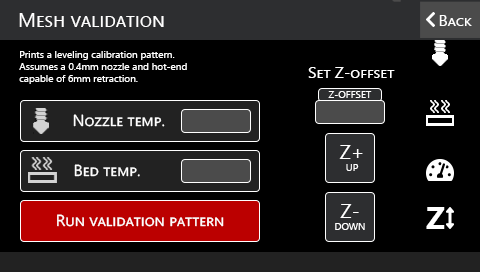 Mesh validation
Back
Prints a leveling calibration pattern.
Assumes a 0.4mm nozzle and hot-end
capable of 6mm retraction.
Set Z-offset
Z-offset
Nozzle temp.
Z+
up
Bed temp.
Run validation pattern
Z-
down
Z